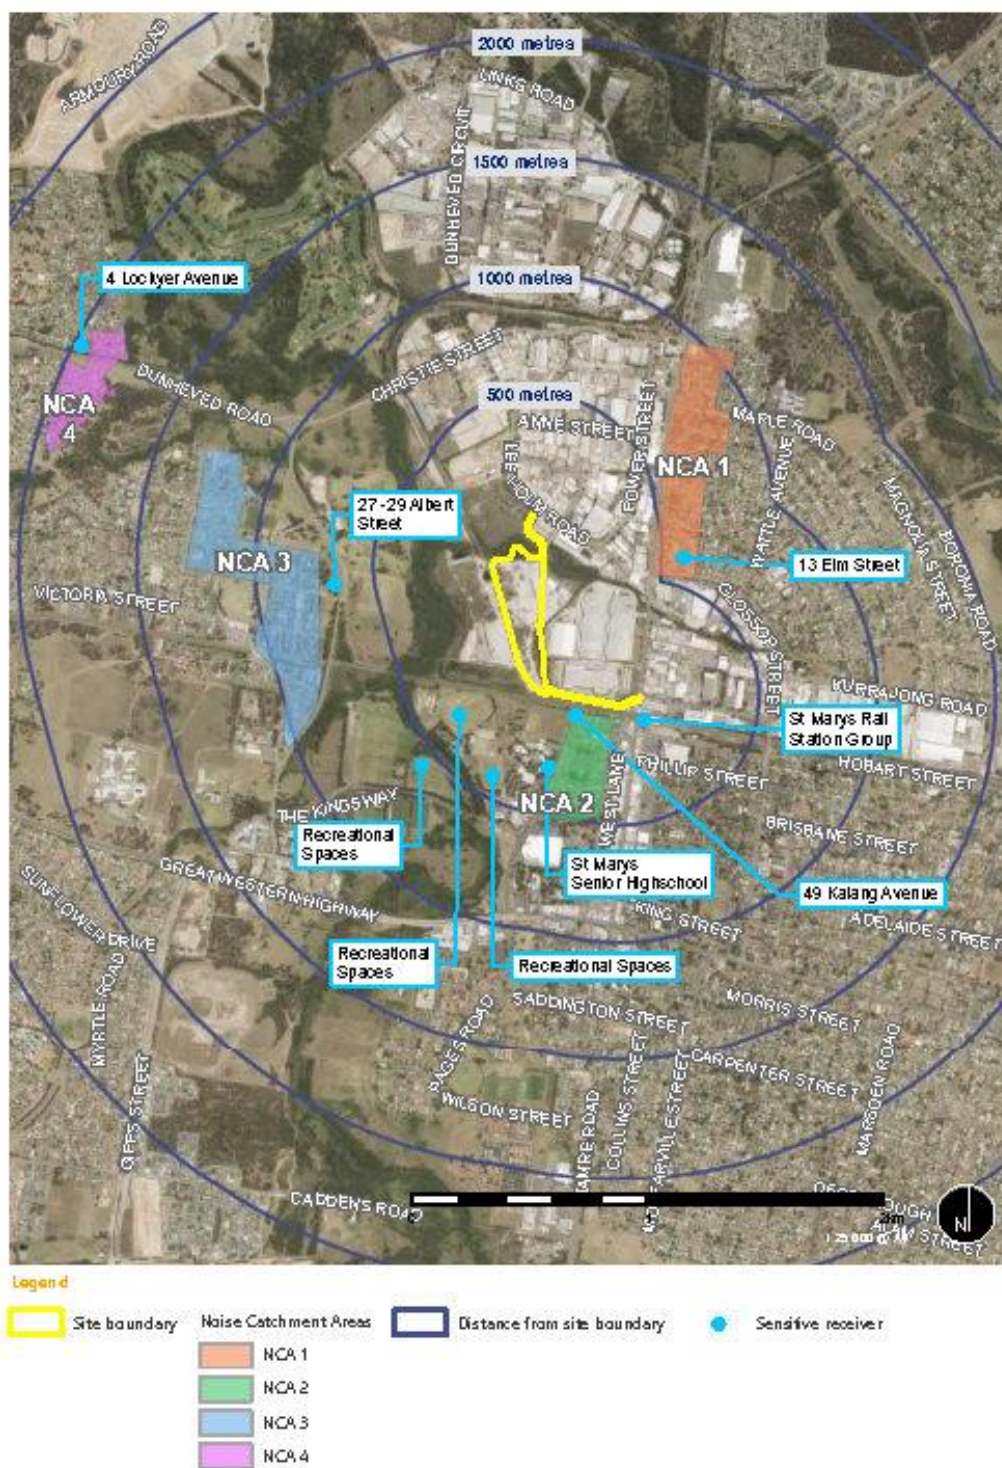 2000 metres
ARMOURY ROAD
LINKS ROAD
1500 metres
DUNHEVED CIRCUIT
4 Lockyer Avenue
1000 metres
CHRISTIE STREET
DUNHEVED ROAD
NCA
4
500 metres
ANNE STREET
POWER STREET
MAPLE ROAD
LEE HOLM ROAD
NCA 1
WATTLE AVENUE
MAGNOLIA STREET
BORONIA ROAD
27-29 Albert
Street
NCA 3
13 Elm Street
VICTORIA STREET
GLOSSOP STREET
KURRAJONG ROAD
St Marys Rail
Station Group
HOBART STREET
PHILLIP STREET
WEST LANE
NCA 2
THE KINGSWAY
BRISBANE STREET
Recreational
Spaces
St Marys
Senior Highschool
49 Kalang Avenue
GREAT WESTERN HIGHWAY
SUNFLOWER DRIVE
KING STREET
ADELAIDE STREET
Recreational
Spaces
Recreational Spaces
MYRTLE ROAD
SADDINGTON STREET
MORRIS STREET
PAGES ROAD
CARPENTER STREET
COLLINS STREET
MARSDEN ROAD
WILSON STREET
GIPPS STREET
CADDENS ROAD
N
Legend
Site boundary
Noise Catchment Areas
Distance from site boundary
Sensitive receiver
NCA 1
NCA 2
NCA 3
NCA 4